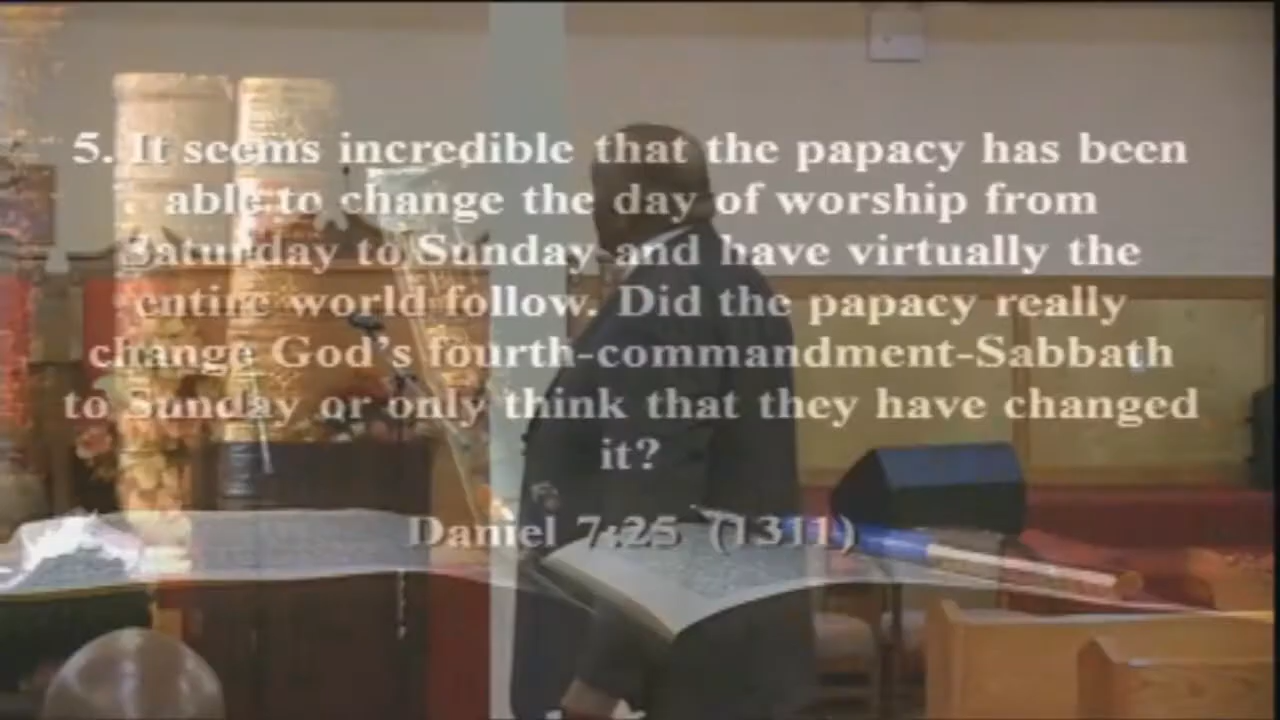 5. It seems incredible that the papacy has been
able to change the day of worship from
Saturday to Sunday and have virtually the
entire world follow. Did the papacy really
change God's fourth-commandment-Sabbath
to Sunday or only think that they have changed
it?
Daniel 7:25 (1311)